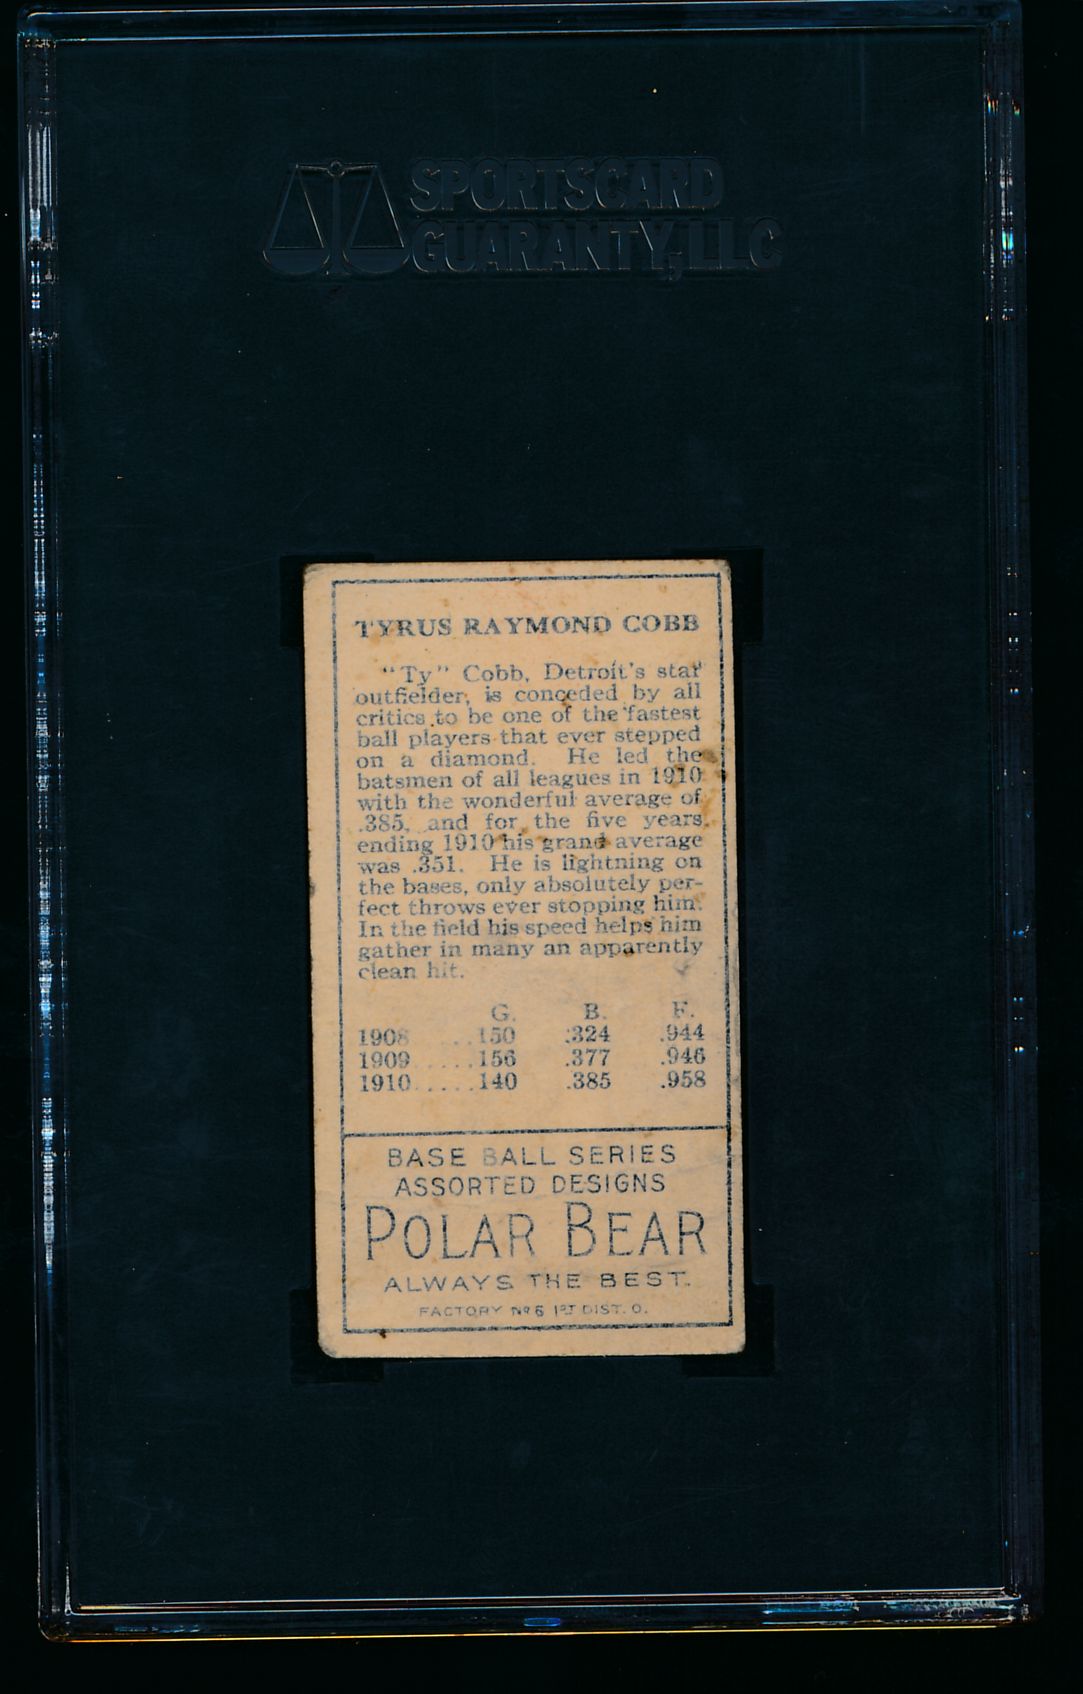 SPORTSCARD
GUARANTY, LLC
TYRUS RAYMOND COBB
"Ty" Cobb, Detroit's star
outfielder, is conceded by all
critics to be one of the fastest
ball players that ever stepped
on a diamond. He led the
batsmen of all leagues in 1910
with the wonderful average of
.385, and for the five years
ending 1910 his grand average
was .351. He is lightning on
the bases, only absolutely per-
fect throws ever stopping him.
In the field his speed helps him
gather in many an apparently
clean hit.
G. B. F.
1908 ...150 .324 .944
1909.....156 .377 .946
1910.....140 .385 .958
BASE BALL SERIES
ASSORTED DESIGNS
POLAR BEAR
ALWAYS THE BEST.
FACTORY Nº 6 1ST DIST. O.